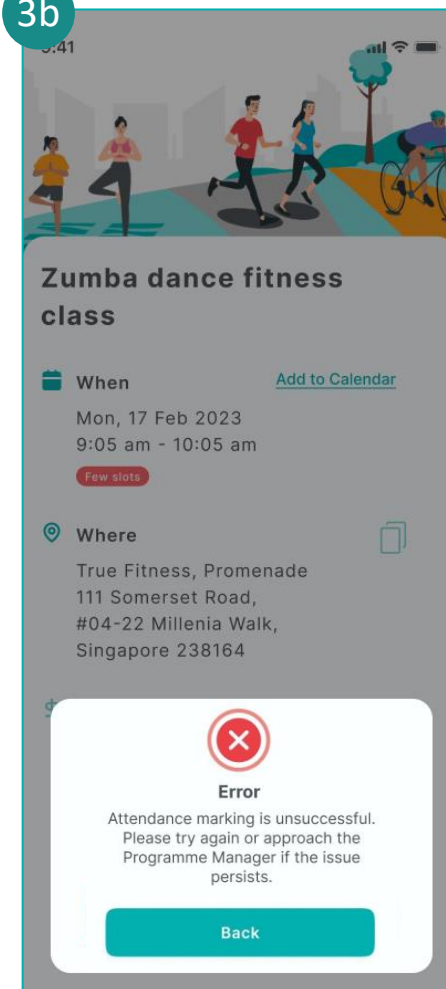 3b
9:41
Zumba dance fitness
class
When
Add to Calendar
Mon, 17 Feb 2023
9:05 am - 10:05 am
Few slots
Where
True Fitness, Promenade
111 Somerset Road,
#04-22 Millenia Walk,
Singapore 238164
$
Error
Attendance marking is unsuccessful.
Please try again or approach the
Programme Manager if the issue
persists.
Back